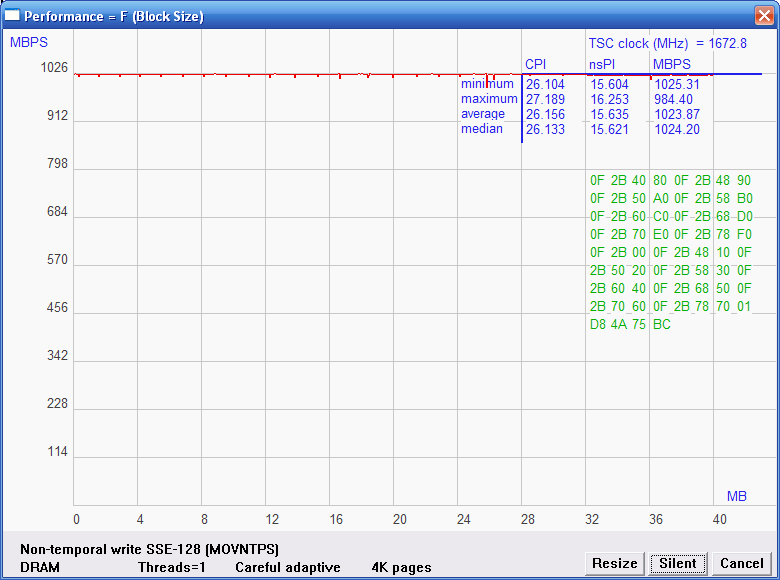 Performance = F (Block Size)
MBPS
TSC clock (MHz) = 1672.8
CPI nsPI MBPS
1026
minimum 26.104 15.604 1025.31
maximum 27.189 16.253 984.40
average 26.156 15.635 1023.87
median 26.133 15.621 1024.20
912
798
0F 2B 40 80 0F 2B 48 90
0F 2B 50 A0 0F 2B 58 B0
684
0F 2B 60 C0 0F 2B 68 D0
0F 2B 70 E0 0F 2B 78 F0
0F 2B 00 0F 2B 48 10 0F
570
2B 50 20 0F 2B 58 30 0F
2B 60 40 0F 2B 68 50 0F
456
2B 70 60 0F 2B 78 70 01
D8 4A 75 BC
342
228
114
MB
0 4 8 12 16 20 24 28 32 36 40
Non-temporal write SSE-128 (MOVNTPS)
DRAM Threads=1 Careful adaptive 4K pages
Resize Silent Cancel